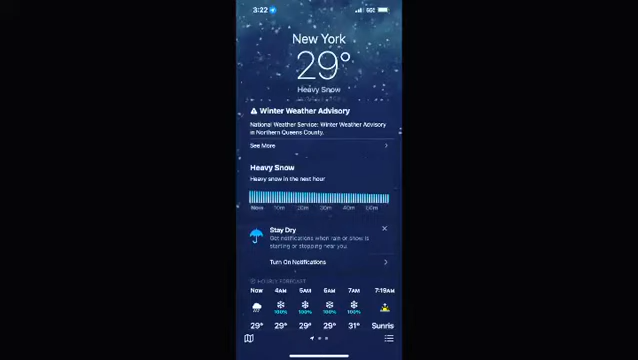 3:22
5G
New York
29°
Heavy Snow
Winter Weather Advisory
National Weather Service: Winter Weather Advisory
in Northern Queens County.
See More
Heavy Snow
Heavy snow in the next hour
Now 10m 20m 30m 40m 50m
Stay Dry
Get notifications when rain or snow is
starting or stopping near you.
Turn On Notifications
HOURLY FORECAST
Now 4AM 5AM 6AM 7AM 7:19AM
100% 100% 100% 100%
29° 29° 29° 29° 31° Sunris